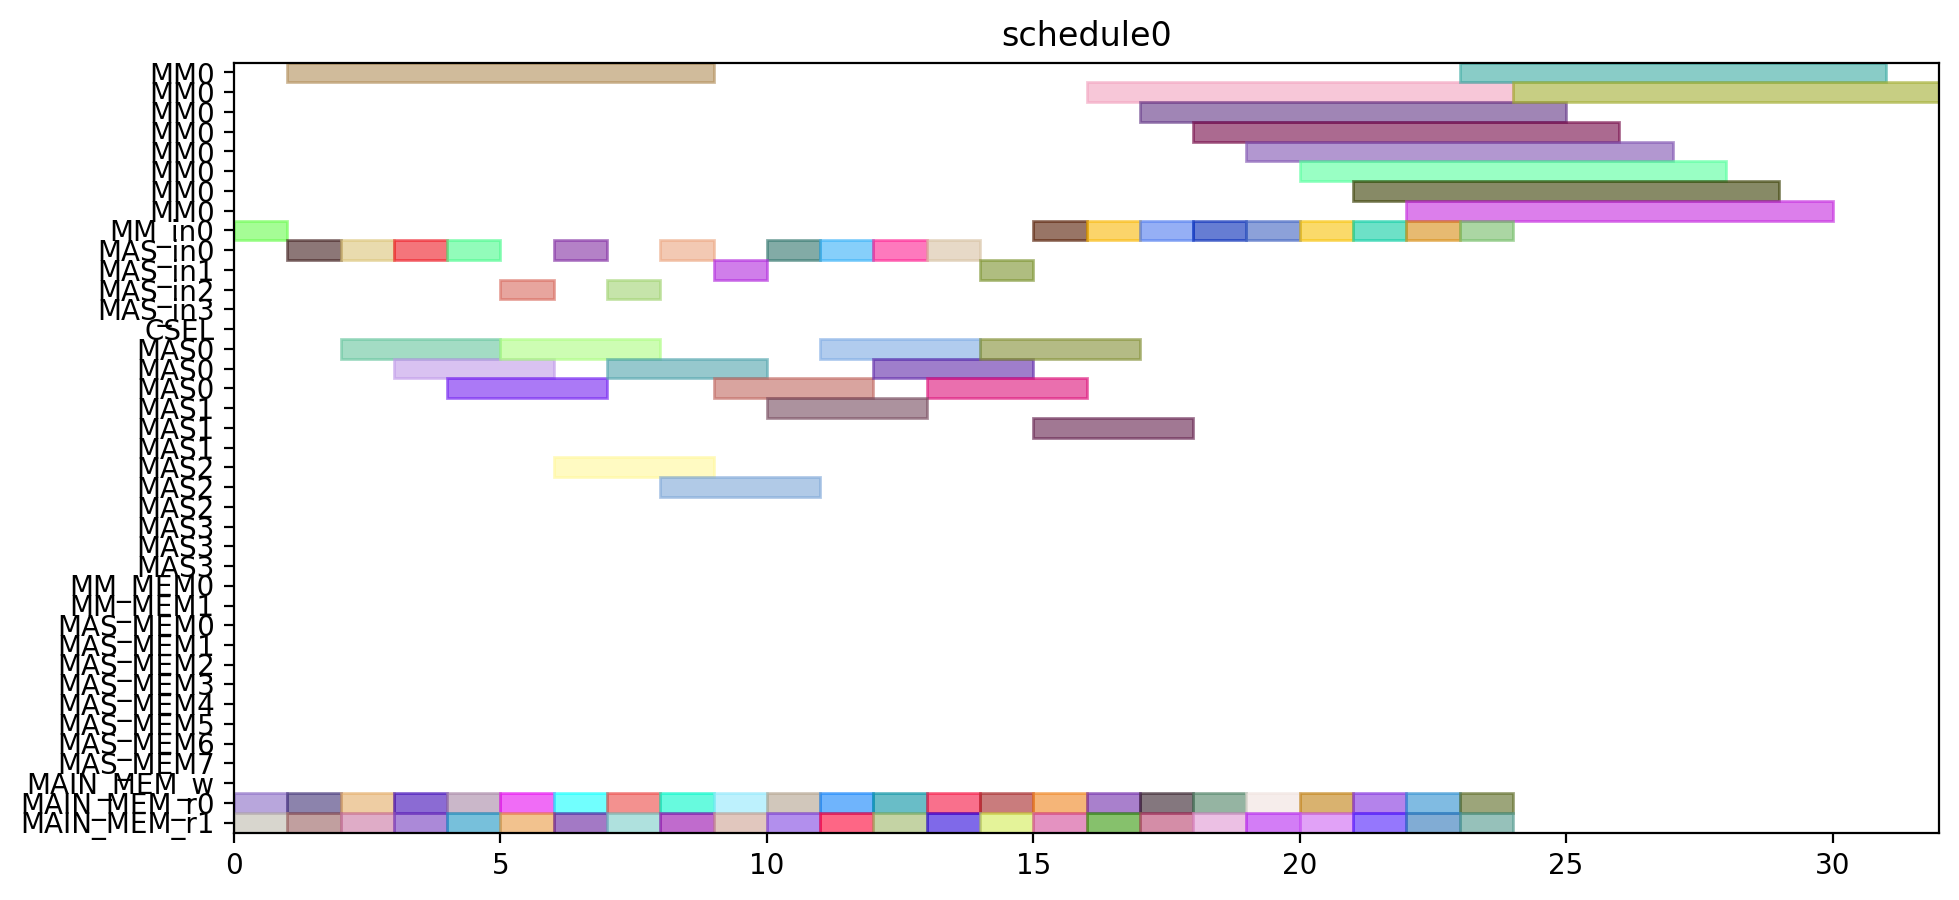 schedule0
MM0
MM0
MM0
MM0
MM0
MM0
MM0
MM0
MM_in0
MAS_in0
MAS_in1
MAS_in2
MAS_in3
CSEL
MAS0
MAS0
MAS0
MAS1
MAS1
MAS1
MAS2
MAS2
MAS2
MAS3
MAS3
MAS3
MM_MEM0
MM_MEM1
MAS_MEM0
MAS_MEM1
MAS_MEM2
MAS_MEM3
MAS_MEM4
MAS_MEM5
MAS_MEM6
MAS_MEM7
MAIN_MEM_w
MAIN_MEM_r0
MAIN_MEM_r1
0 5 10 15 20 25 30